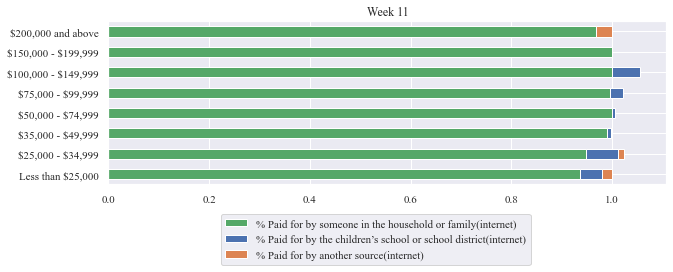 Week 11
$200,000 and above
$150,000 - $199,999
$100,000 - $149,999
$75,000 - $99,999
$50,000 - $74,999
$35,000 - $49,999
$25,000 - $34,999
Less than $25,000
0.0 0.2 0.4 0.6 0.8 1.0
% Paid for by someone in the household or family(internet)
% Paid for by the children’s school or school district(internet)
% Paid for by another source(internet)